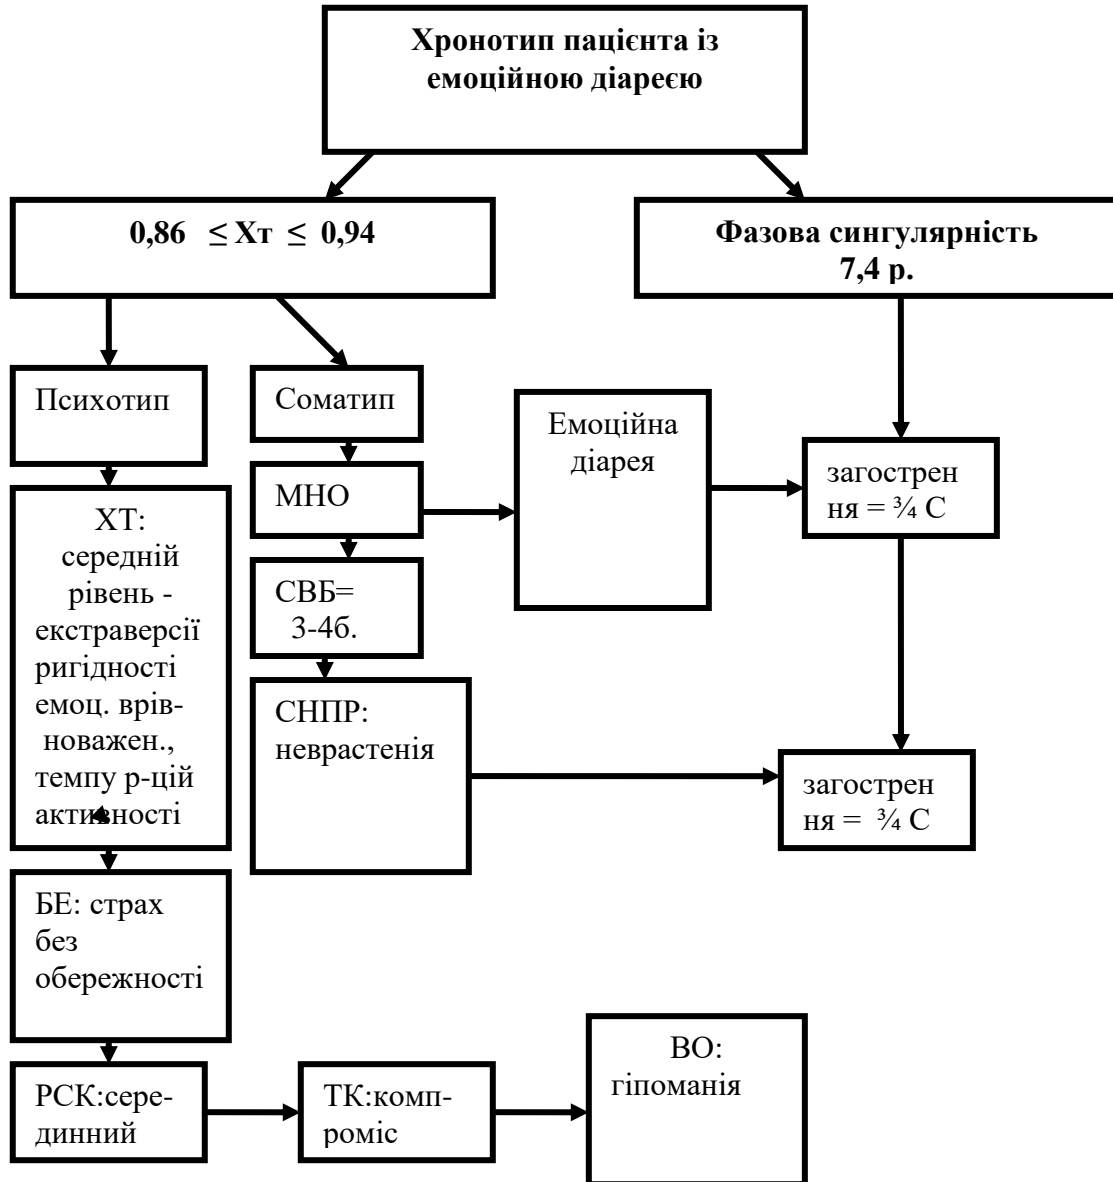 Хронотип пацієнта із
емоційною діареєю
0,86 ≤ Хт ≤ 0,94
Фазова сингулярність
7,4 р.
Психотип
Соматип
Емоційна
діарея
загострен
ня = ¾ С
МНО
ХТ:
середній
рівень -
екстраверсії
ригідності
емоц. врів-
новажен.,
темпу р-цій
активності
СВБ=
3-4б.
СНПР:
неврастенія
загострен
ня = ¾ С
БЕ: страх
без
обережності
РСК:сере-
динний
ТК:комп-
роміс
ВО:
гіпоманія